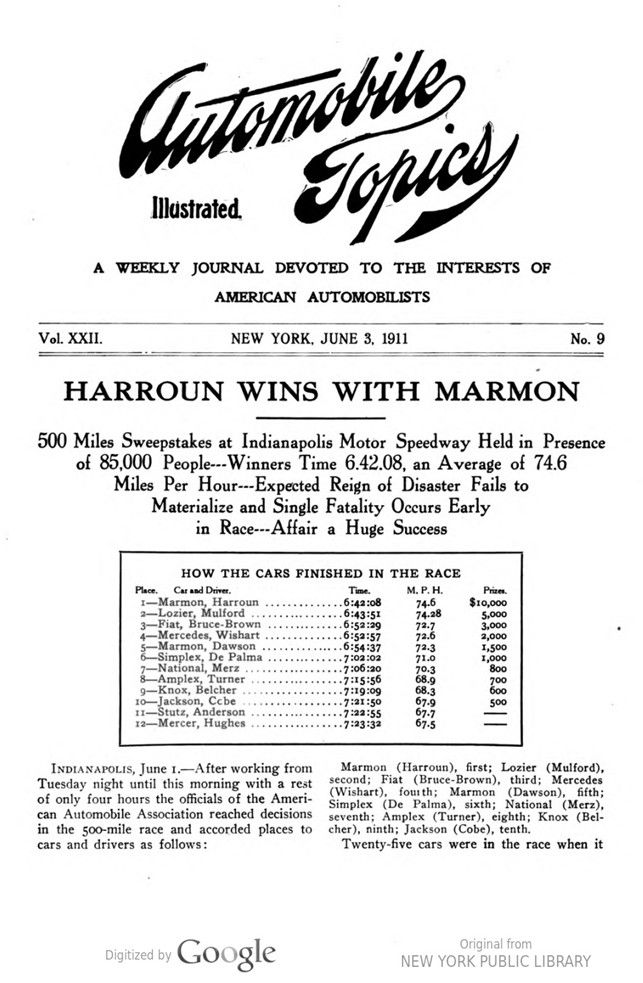 Automobile
Topics
Illustrated.
A WEEKLY JOURNAL DEVOTED TO THE INTERESTS OF
AMERICAN AUTOMOBILISTS
Vol. XXII. NEW YORK, JUNE 3, 1911 No. 9
HARROUN WINS WITH MARMON
500 Miles Sweepstakes at Indianapolis Motor Speedway Held in Presence
of 85,000 People---Winners Time 6.42.08, an Average of 74.6
Miles Per Hour---Expected Reign of Disaster Fails to
Materialize and Single Fatality Occurs Early
in Race---Affair a Huge Success
HOW THE CARS FINISHED IN THE RACE
Place. Car and Driver. Time. M. P. H. Prizes.
1—Marmon, Harroun ..............6:42:08 74.6 $10,000
2—Lozier, Mulford ................6:43:51 74.28 5,000
3—Fiat, Bruce-Brown .............6:52:29 72.7 3,000
4—Mercedes, Wishart .............6:52:57 72.6 2,000
5—Marmon, Dawson ..............6:54:37 72.3 1,500
6—Simplex, De Palma .............7:02:02 71.0 1,000
7—National, Merz .................7:06:20 70.3 800
8—Amplex, Turner ................7:15:56 68.9 700
9—Knox, Belcher ..................7:19:09 68.3 600
10—Jackson, Ccbe ..................7:21:50 67.9 500
11—Stutz, Anderson ................7:22:55 67.7 ——
12—Mercer, Hughes ................7:23:32 67.5 ——
INDIANAPOLIS, June 1.—After working from
Tuesday night until this morning with a rest
of only four hours the officials of the Ameri-
can Automobile Association reached decisions
in the 500-mile race and accorded places to
cars and drivers as follows:
Marmon (Harroun), first; Lozier (Mulford),
second; Fiat (Bruce-Brown), third; Mercedes
(Wishart), fourth; Marmon (Dawson), fifth;
Simplex (De Palma), sixth; National (Merz),
seventh; Amplex (Turner), eighth; Knox (Bel-
cher), ninth; Jackson (Cobe), tenth.
Twenty-five cars were in the race when it
Digitized by Google
Original from
NEW YORK PUBLIC LIBRARY